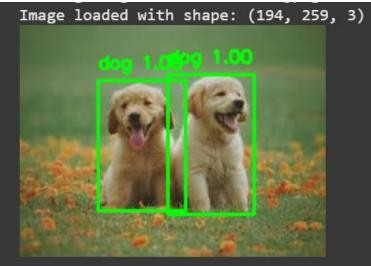 Image loaded with shape: (194, 259, 3)
dog 1.00
dog 1.00